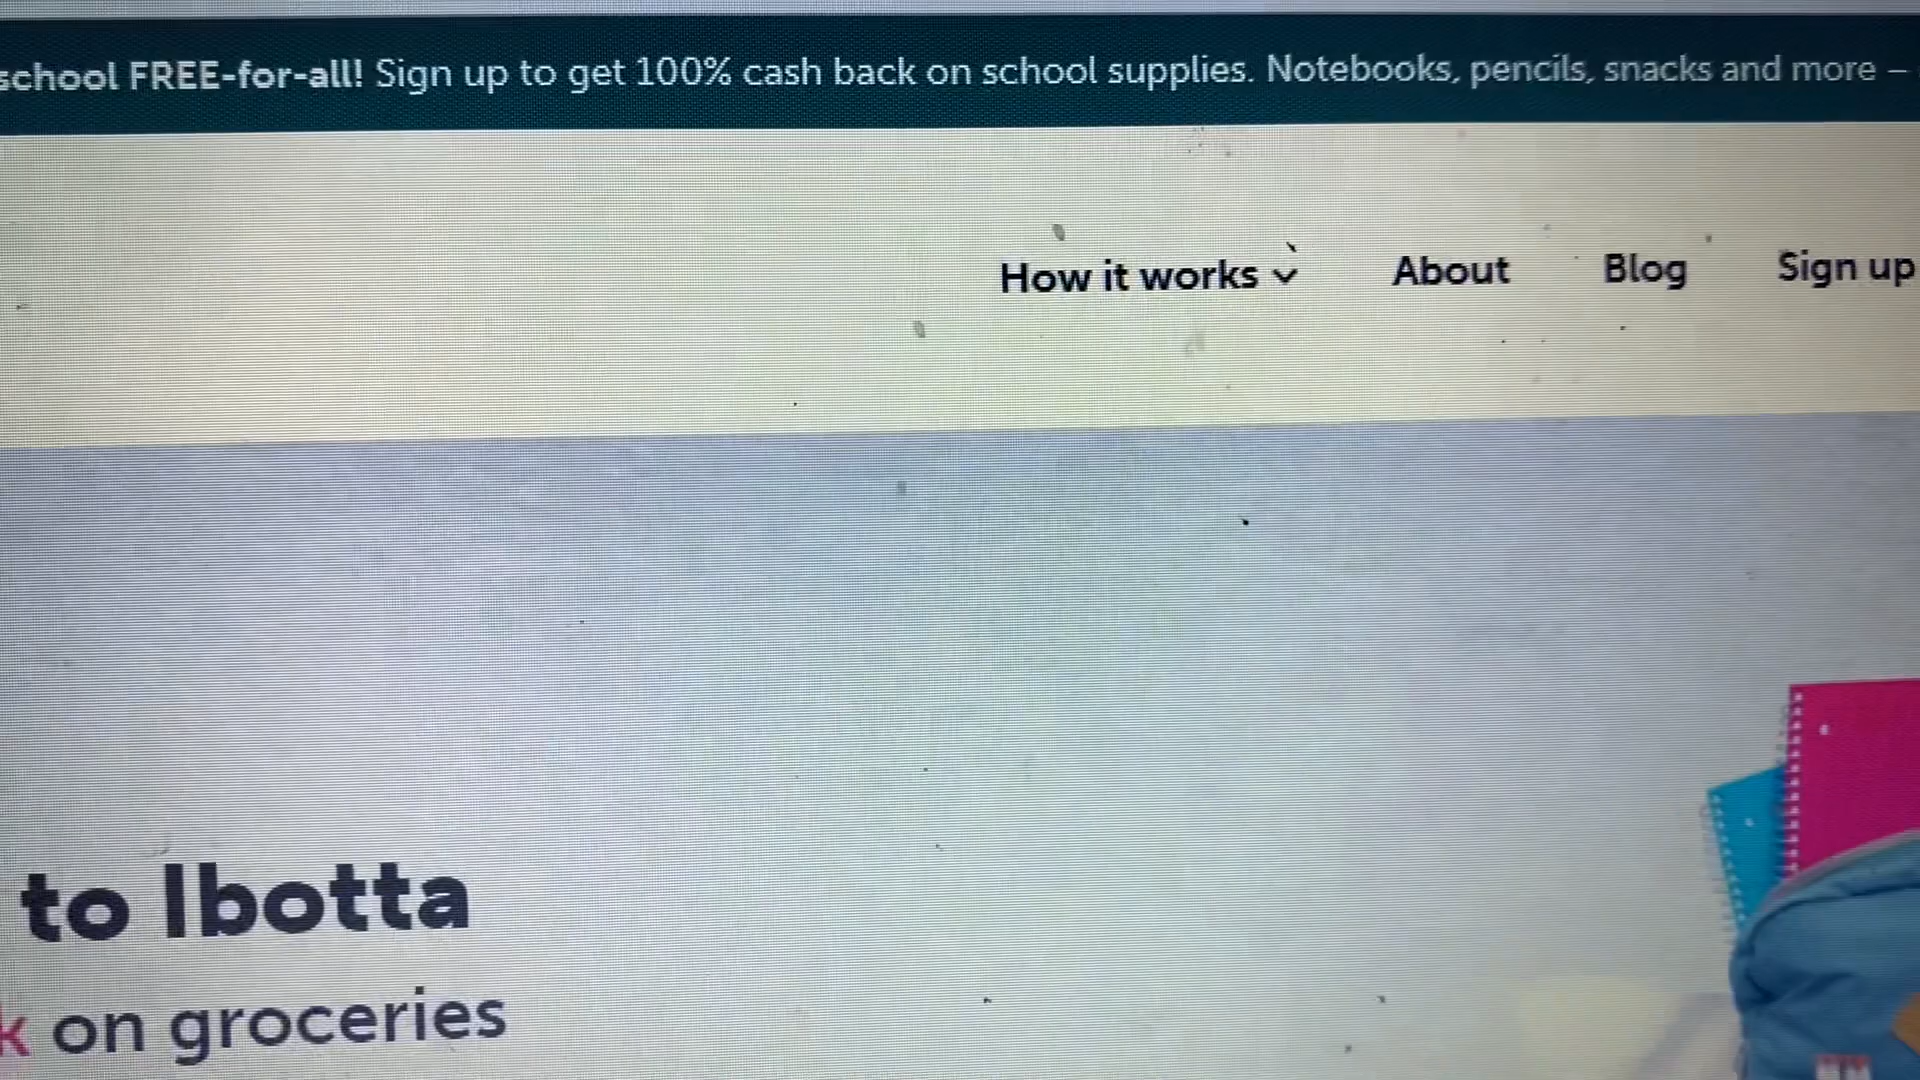 school FREE-for-all! Sign up to get 100% cash back on school supplies. Notebooks, pencils, snacks and more –
How it works About Blog Sign up
to Ibotta
k on groceries